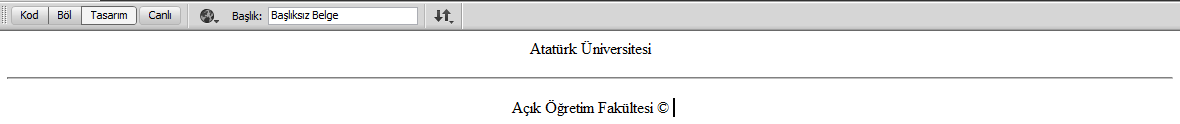 Kod Böl Tasarım Canlı Başlık: Başlıksız Belge
Atatürk Üniversitesi
Açık Öğretim Fakültesi ©